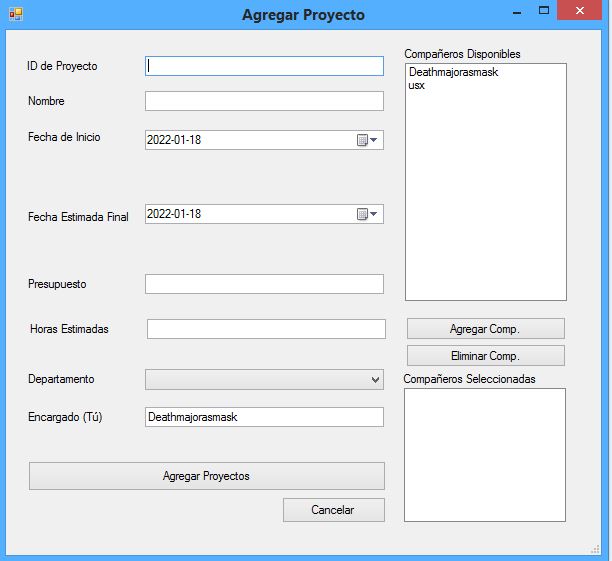 Agregar Proyecto
ID de Proyecto
Nombre
Fecha de Inicio
2022-01-18
Fecha Estimada Final
2022-01-18
Presupuesto
Horas Estimadas
Departamento
Encargado (Tú)
Deathmajorasmask
Agregar Proyectos
Cancelar
Compañeros Disponibles
Deathmajorasmask
usx
Agregar Comp.
Eliminar Comp.
Compañeros Seleccionadas